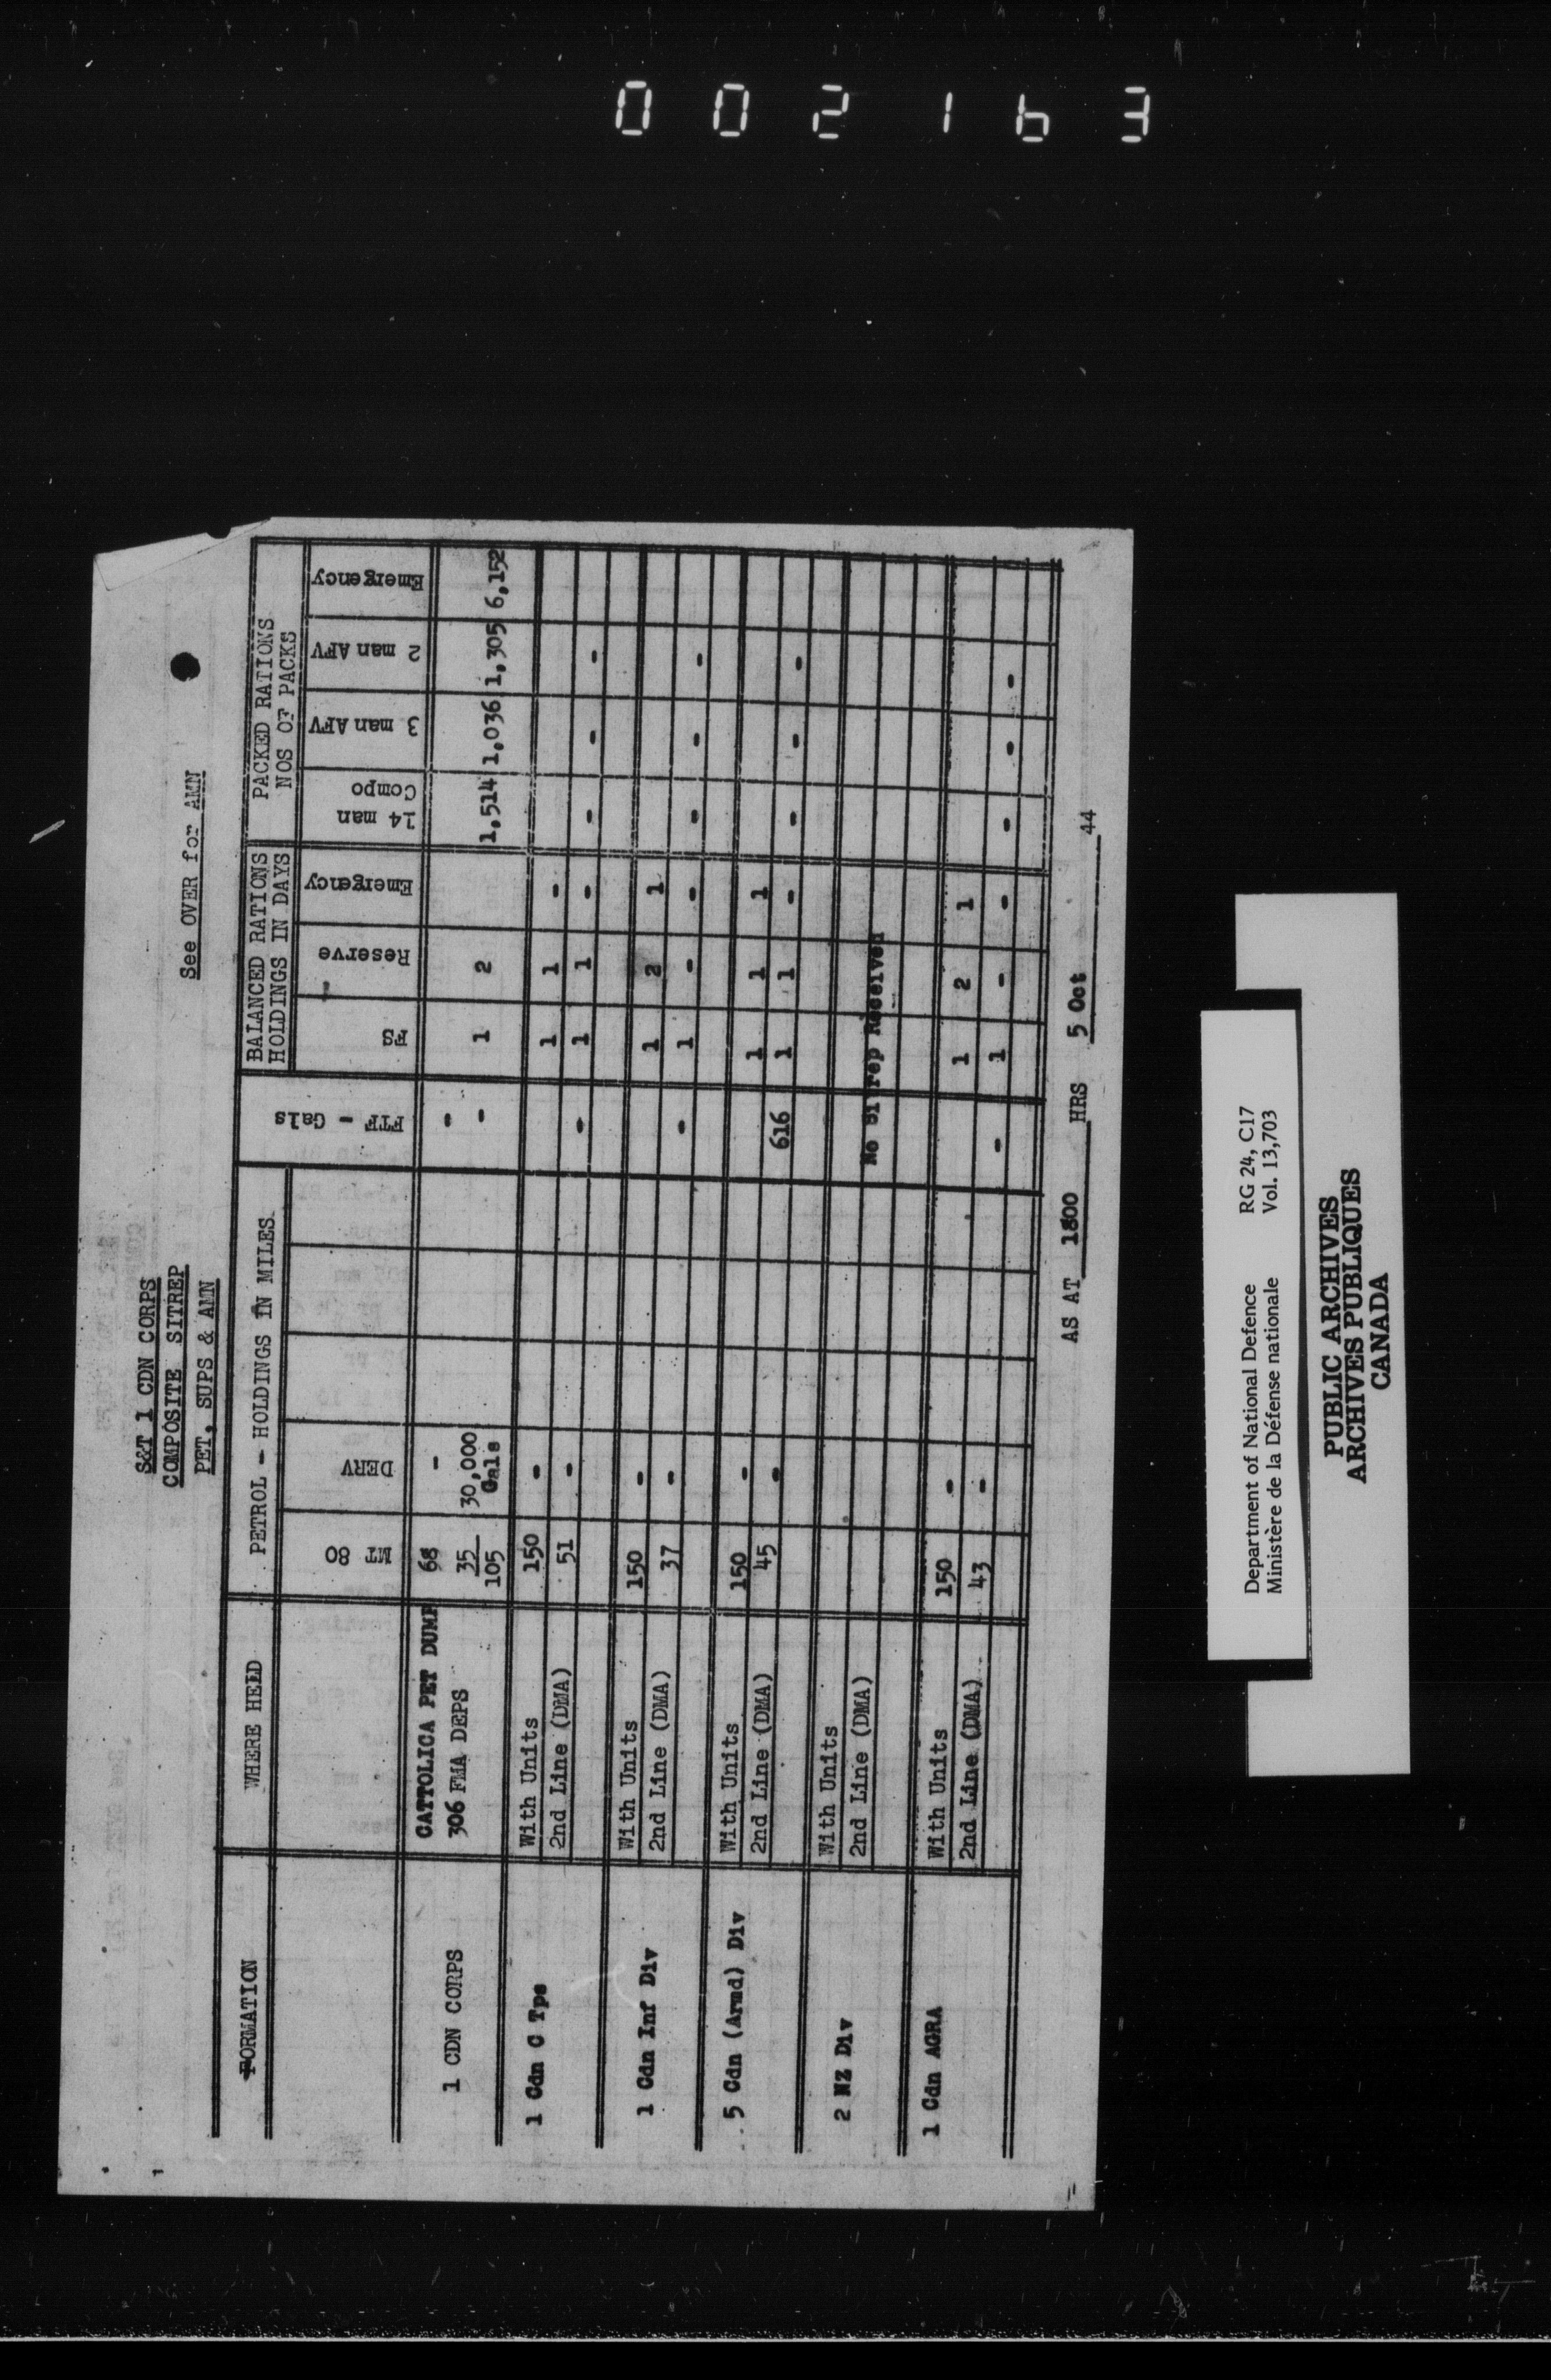 002163
S&T 1 CDN CORPS
COMPOSITE SITREP
PET, SUPS & AMN
See OVER for AMN
FORMATION WHERE HELD PETROL - HOLDINGS IN MILES FTF - Gals BALANCED RATIONS HOLDINGS IN DAYS PACKED RATIONS NOS OF PACKS
MT 80 DERV FS Reserve Emergency 14 man Compo 3 man AFV 2 man AFV Emergency
CATTOLICA PET DUMP 68 - -
1 CDN CORPS 306 FMA DEPS 35 30,000 Gals - 1 2 1,514 1,036 1,305 6,152
105
1 Cdn C Tps With Units 150 - 1 1 -
2nd Line (DMA) 51 - - 1 1 - - - -
1 Cdn Inf Div With Units 150 - 1 2 1
2nd Line (DMA) 37 - - 1 - - - - -
5 Cdn (Armd) Div With Units 150 - 1 1 1
2nd Line (DMA) 45 - 616 1 1 - - - -
2 NZ Div With Units No Sitrep Received
2nd Line (DMA)
1 Cdn AGRA With Units 150 - 1 2 1
2nd Line (DMA) 43 - - 1 - - - - -
AS AT 1800 HRS 5 Oct 44
Department of National Defence RG 24, C17
Ministère de la Défense nationale Vol. 13,703
PUBLIC ARCHIVES
ARCHIVES PUBLIQUES
CANADA